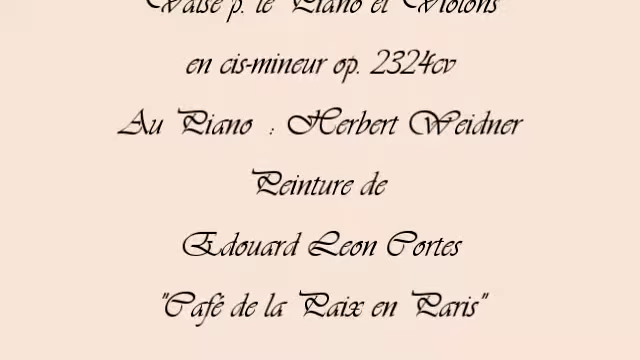 Valse p. le Piano et Violons
en cis-mineur op. 2324cv
Au Piano : Herbert Weidner
Peinture de
Edouard Leon Cortes
"Café de la Paix en Paris"